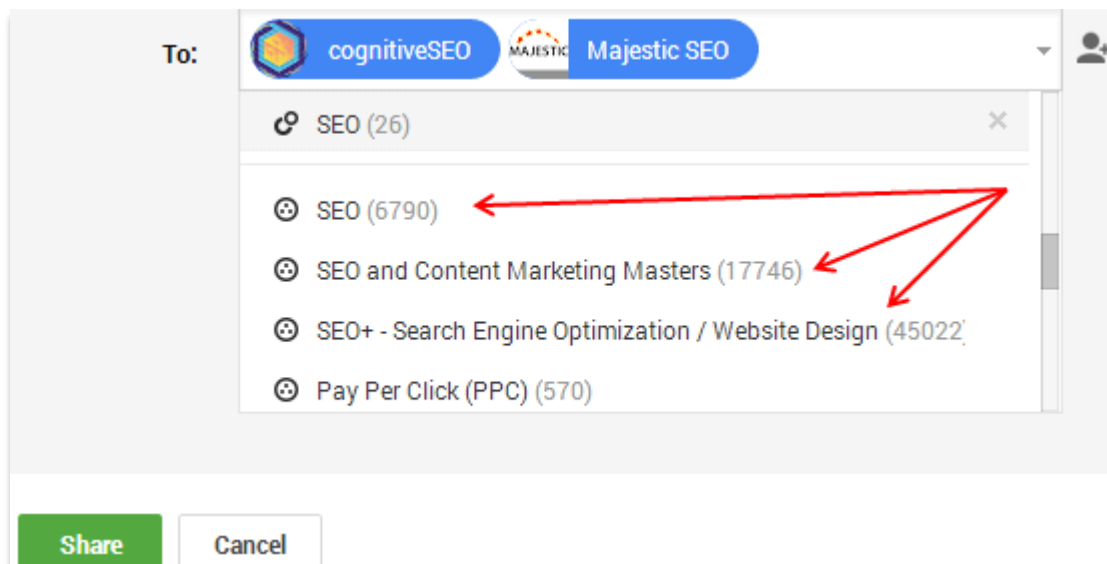 To: cognitiveSEO MAJESTIC Majestic SEO
SEO (26)
SEO (6790)
SEO and Content Marketing Masters (17746)
SEO+ - Search Engine Optimization / Website Design (45022)
Pay Per Click (PPC) (570)
Share Cancel